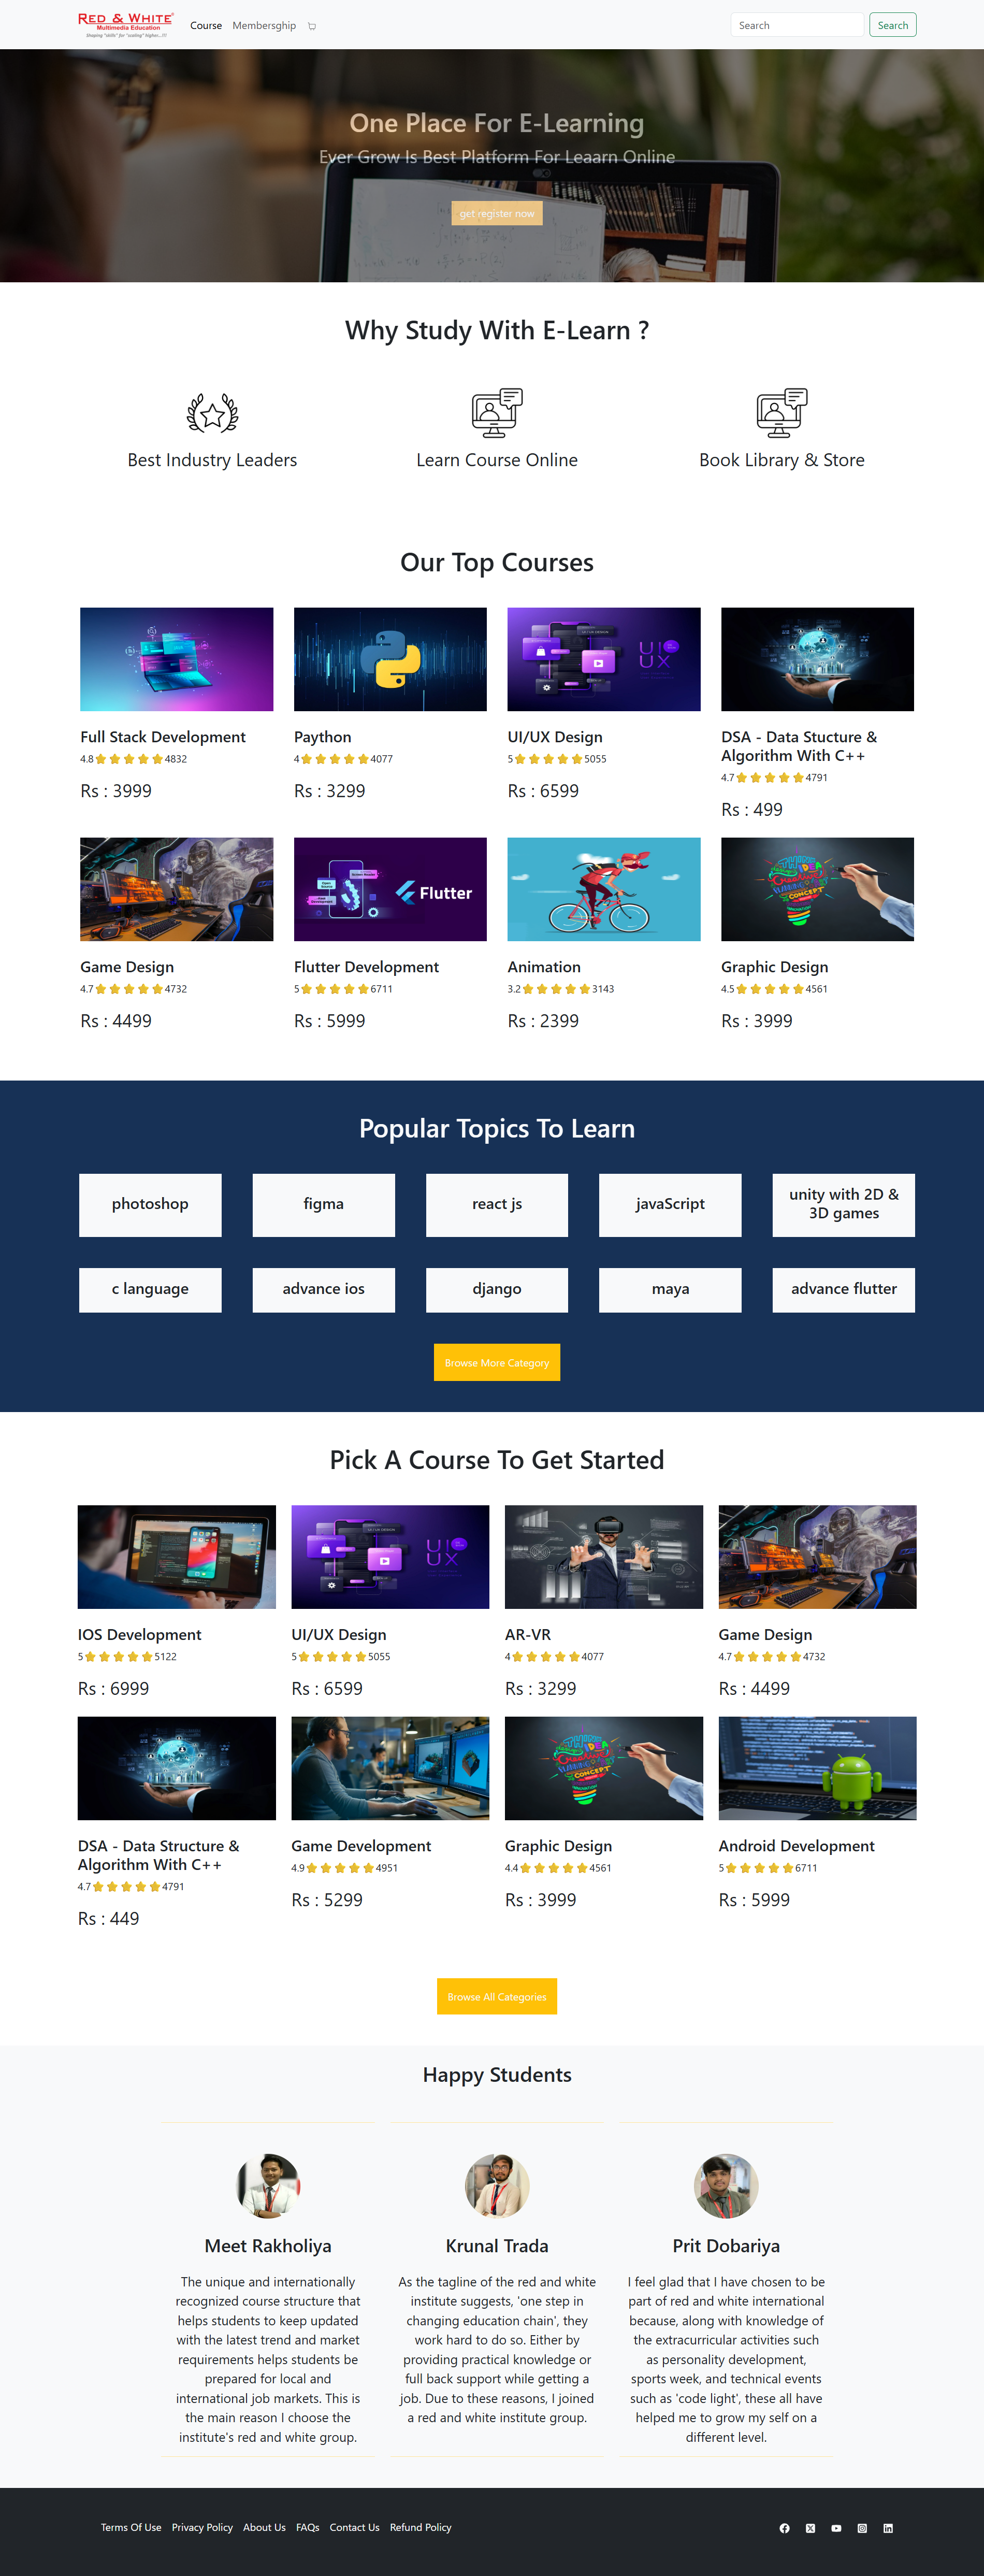 RED & WHITE®
Multimedia Education
Shaping "skills" for "scaling" higher...!!!
Course Membersghip
Search
Search
One Place For E-Learning
Ever Grow Is Best Platform For Leaarn Online
get register now
Why Study With E-Learn ?
Best Industry Leaders
Learn Course Online
Book Library & Store
Our Top Courses
UI
UX
Full Stack Development
4.8 4832
Rs : 3999
Paython
4 4077
Rs : 3299
UI/UX Design
5 5055
Rs : 6599
DSA - Data Stucture &
Algorithm With C++
4.7 4791
Rs : 499
Flutter
IDEA
Creative
CONCEPT
Game Design
4.7 4732
Rs : 4499
Flutter Development
5 6711
Rs : 5999
Animation
3.2 3143
Rs : 2399
Graphic Design
4.5 4561
Rs : 3999
Popular Topics To Learn
photoshop
figma
react js
javaScript
unity with 2D &
3D games
c language
advance ios
django
maya
advance flutter
Browse More Category
Pick A Course To Get Started
UI
UX
IOS Development
5 5122
Rs : 6999
UI/UX Design
5 5055
Rs : 6599
AR-VR
4 4077
Rs : 3299
Game Design
4.7 4732
Rs : 4499
IDEA
Creative
CONCEPT
DSA - Data Structure &
Algorithm With C++
4.7 4791
Rs : 449
Game Development
4.9 4951
Rs : 5299
Graphic Design
4.4 4561
Rs : 3999
Android Development
5 6711
Rs : 5999
Browse All Categories
Happy Students
Meet Rakholiya
The unique and internationally
recognized course structure that
helps students to keep updated
with the latest trend and market
requirements helps students be
prepared for local and
international job markets. This is
the main reason I choose the
institute's red and white group.
Krunal Trada
As the tagline of the red and white
institute suggests, 'one step in
changing education chain', they
work hard to do so. Either by
providing practical knowledge or
full back support while getting a
job. Due to these reasons, I joined
a red and white institute group.
Prit Dobariya
I feel glad that I have chosen to be
part of red and white international
because, along with knowledge of
the extracurricular activities such
as personality development,
sports week, and technical events
such as 'code light', these all have
helped me to grow my self on a
different level.
Terms Of Use Privacy Policy About Us FAQs Contact Us Refund Policy